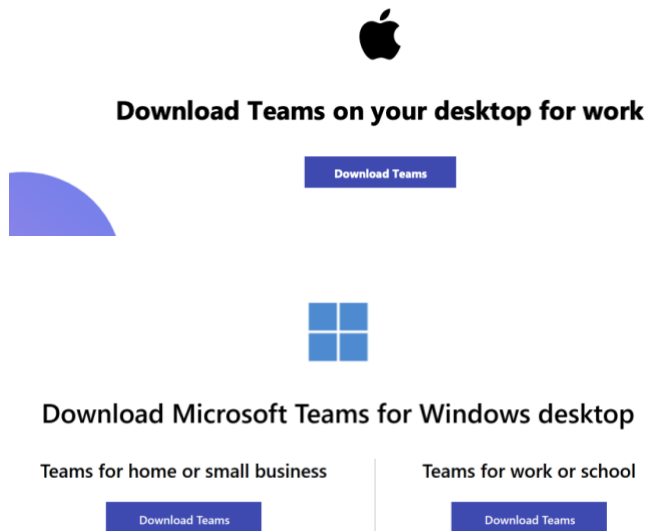 Download Teams on your desktop for work
Download Teams
Download Microsoft Teams for Windows desktop
Teams for home or small business
Download Teams
Teams for work or school
Download Teams